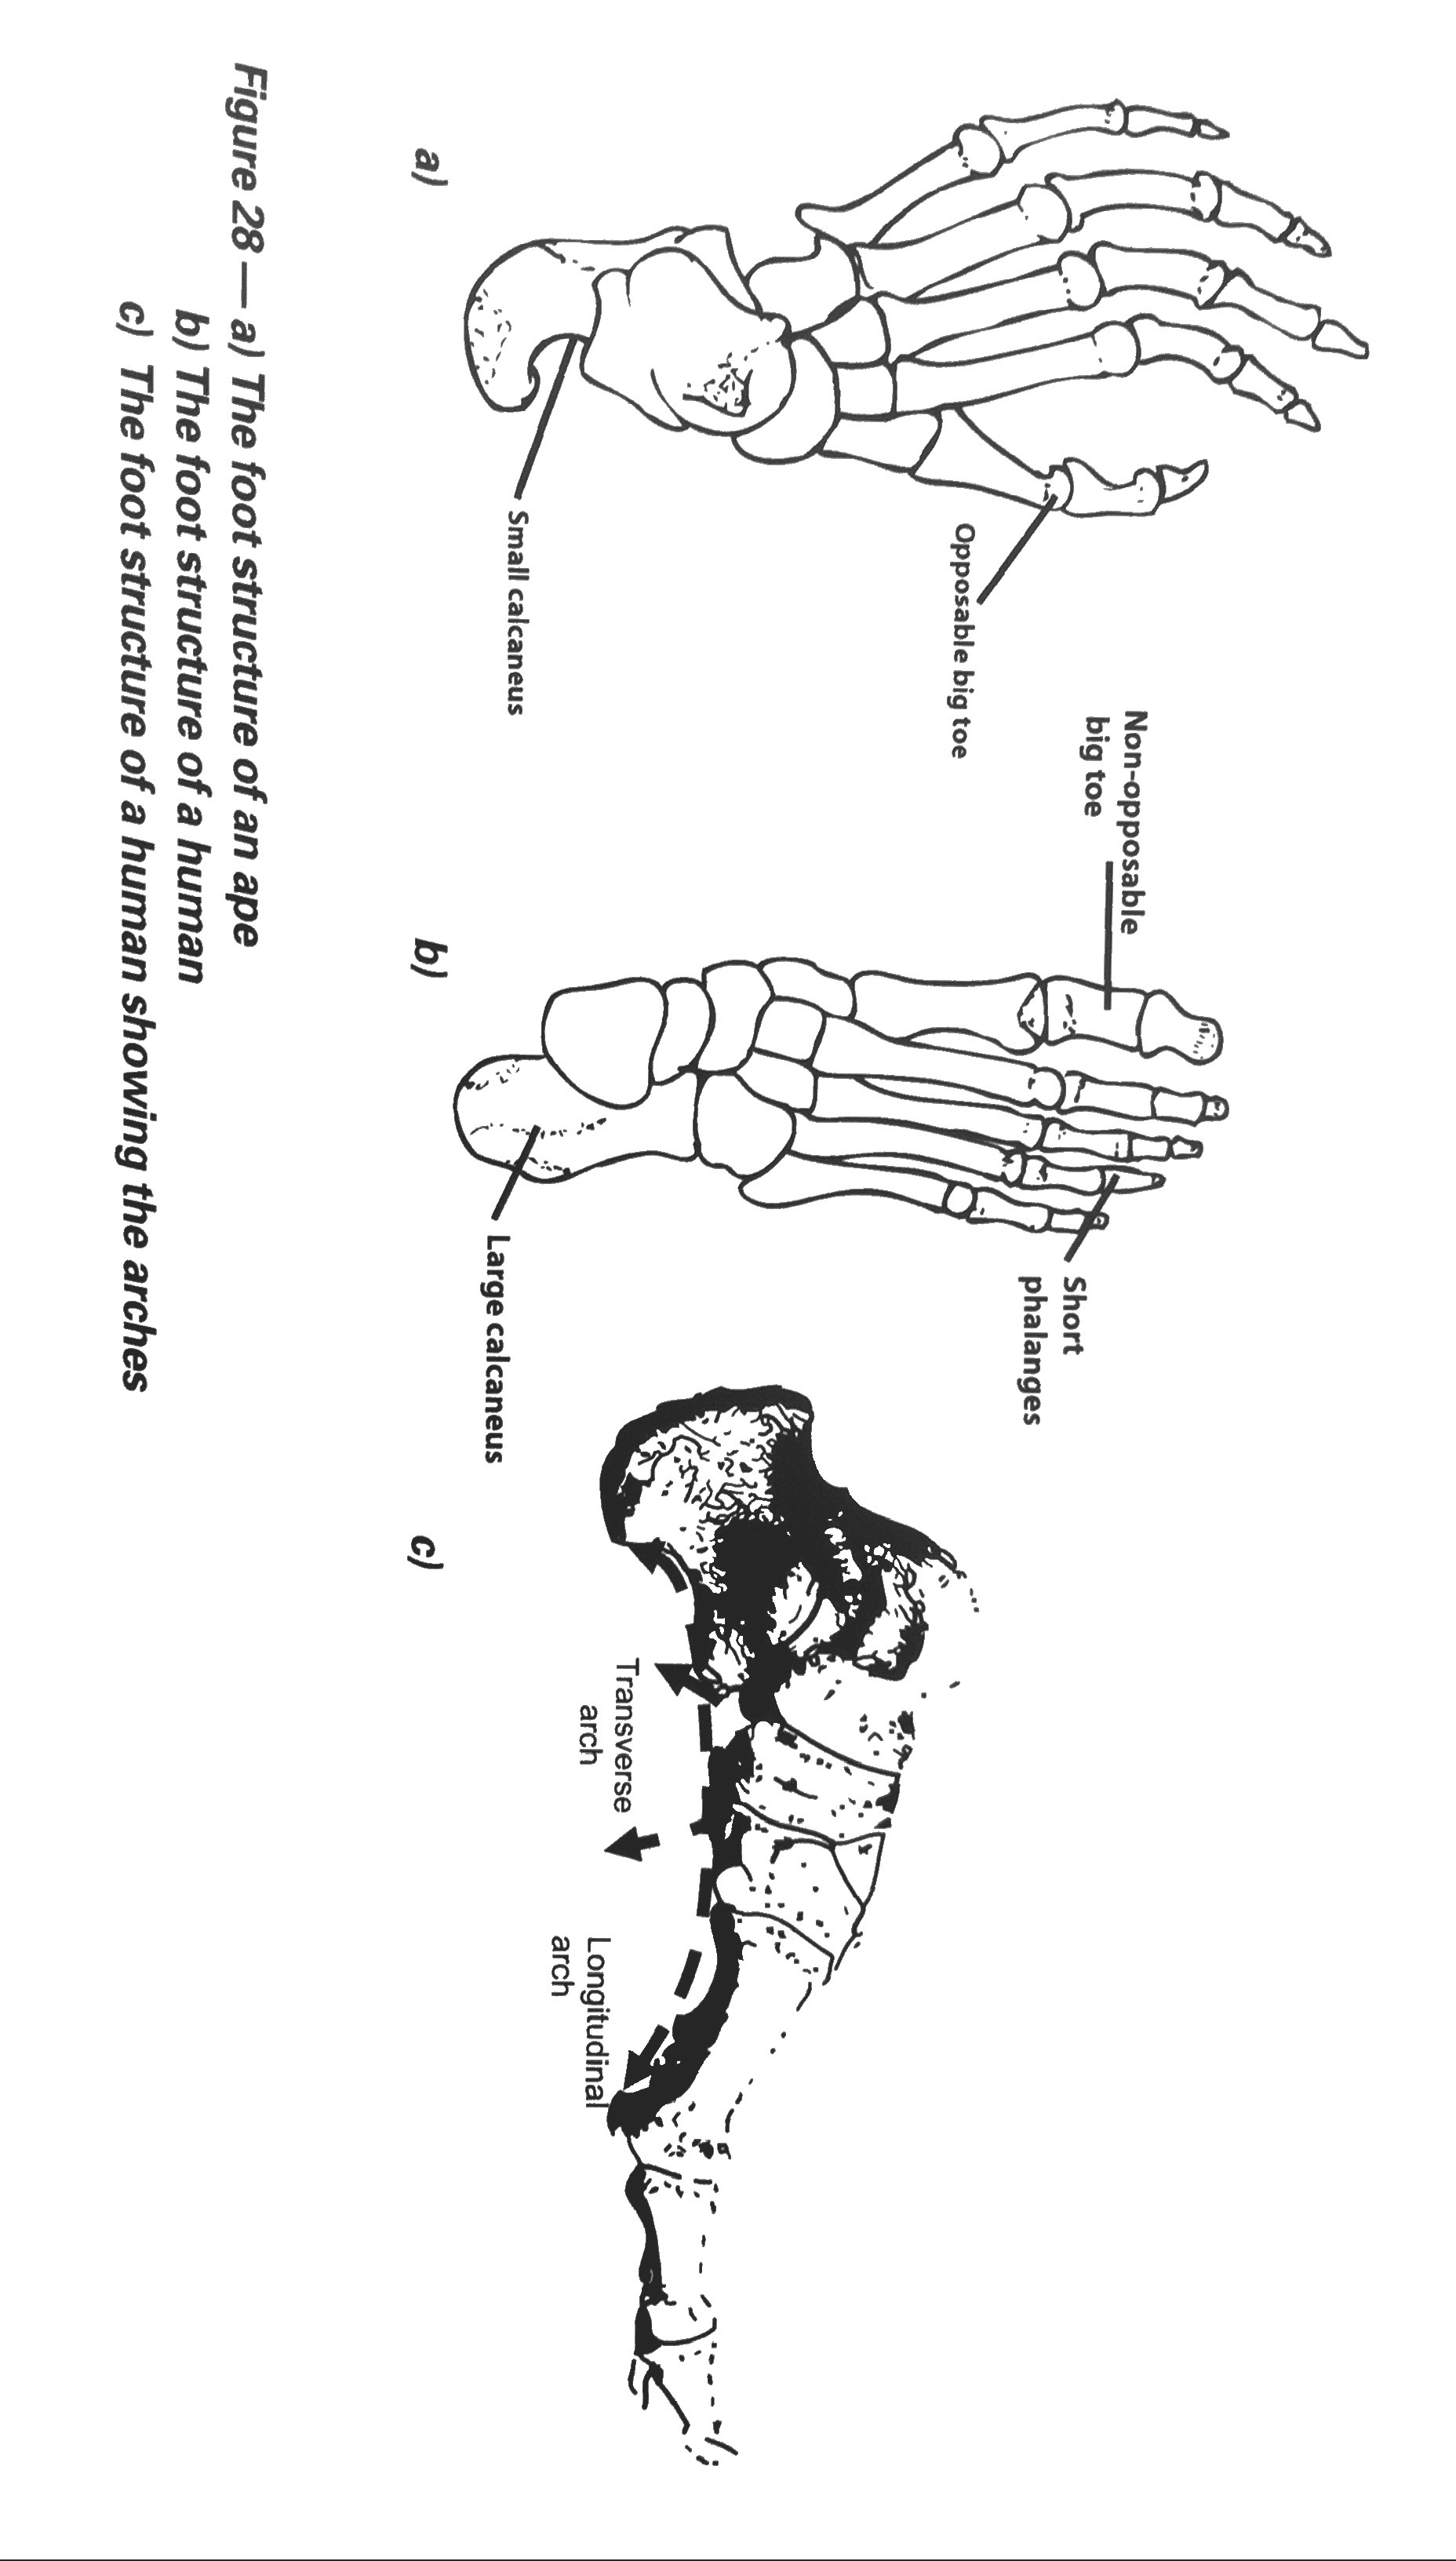 Opposable big toe
Small calcaneus
a)
Non-opposable
big toe
Short
phalanges
Large calcaneus
b)
Transverse
arch
Longitudinal
arch
c)
Figure 28 — a) The foot structure of an ape
b) The foot structure of a human
c) The foot structure of a human showing the arches